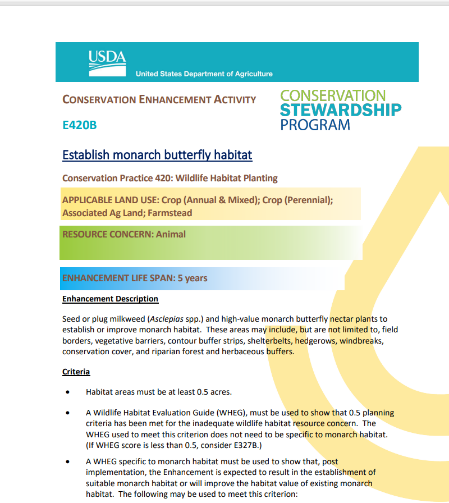 USDA
United States Department of Agriculture
CONSERVATION ENHANCEMENT ACTIVITY
CONSERVATION
STEWARDSHIP
PROGRAM
E420B
Establish monarch butterfly habitat
Conservation Practice 420: Wildlife Habitat Planting
APPLICABLE LAND USE: Crop (Annual & Mixed); Crop (Perennial);
Associated Ag Land; Farmstead
RESOURCE CONCERN: Animal
ENHANCEMENT LIFE SPAN: 5 years
Enhancement Description
Seed or plug milkweed (Asclepias spp.) and high-value monarch butterfly nectar plants to
establish or improve monarch habitat. These areas may include, but are not limited to, field
borders, vegetative barriers, contour buffer strips, shelterbelts, hedgerows, windbreaks,
conservation cover, and riparian forest and herbaceous buffers.
Criteria
• Habitat areas must be at least 0.5 acres.
• A Wildlife Habitat Evaluation Guide (WHEG), must be used to show that 0.5 planning
criteria has been met for the inadequate wildlife habitat resource concern. The
WHEG used to meet this criterion does not need to be specific to monarch habitat.
(If WHEG score is less than 0.5, consider E327B.)
• A WHEG specific to monarch habitat must be used to show that, post
implementation, the Enhancement is expected to result in the establishment of
suitable monarch habitat or will improve the habitat value of existing monarch
habitat. The following may be used to meet this criterion: